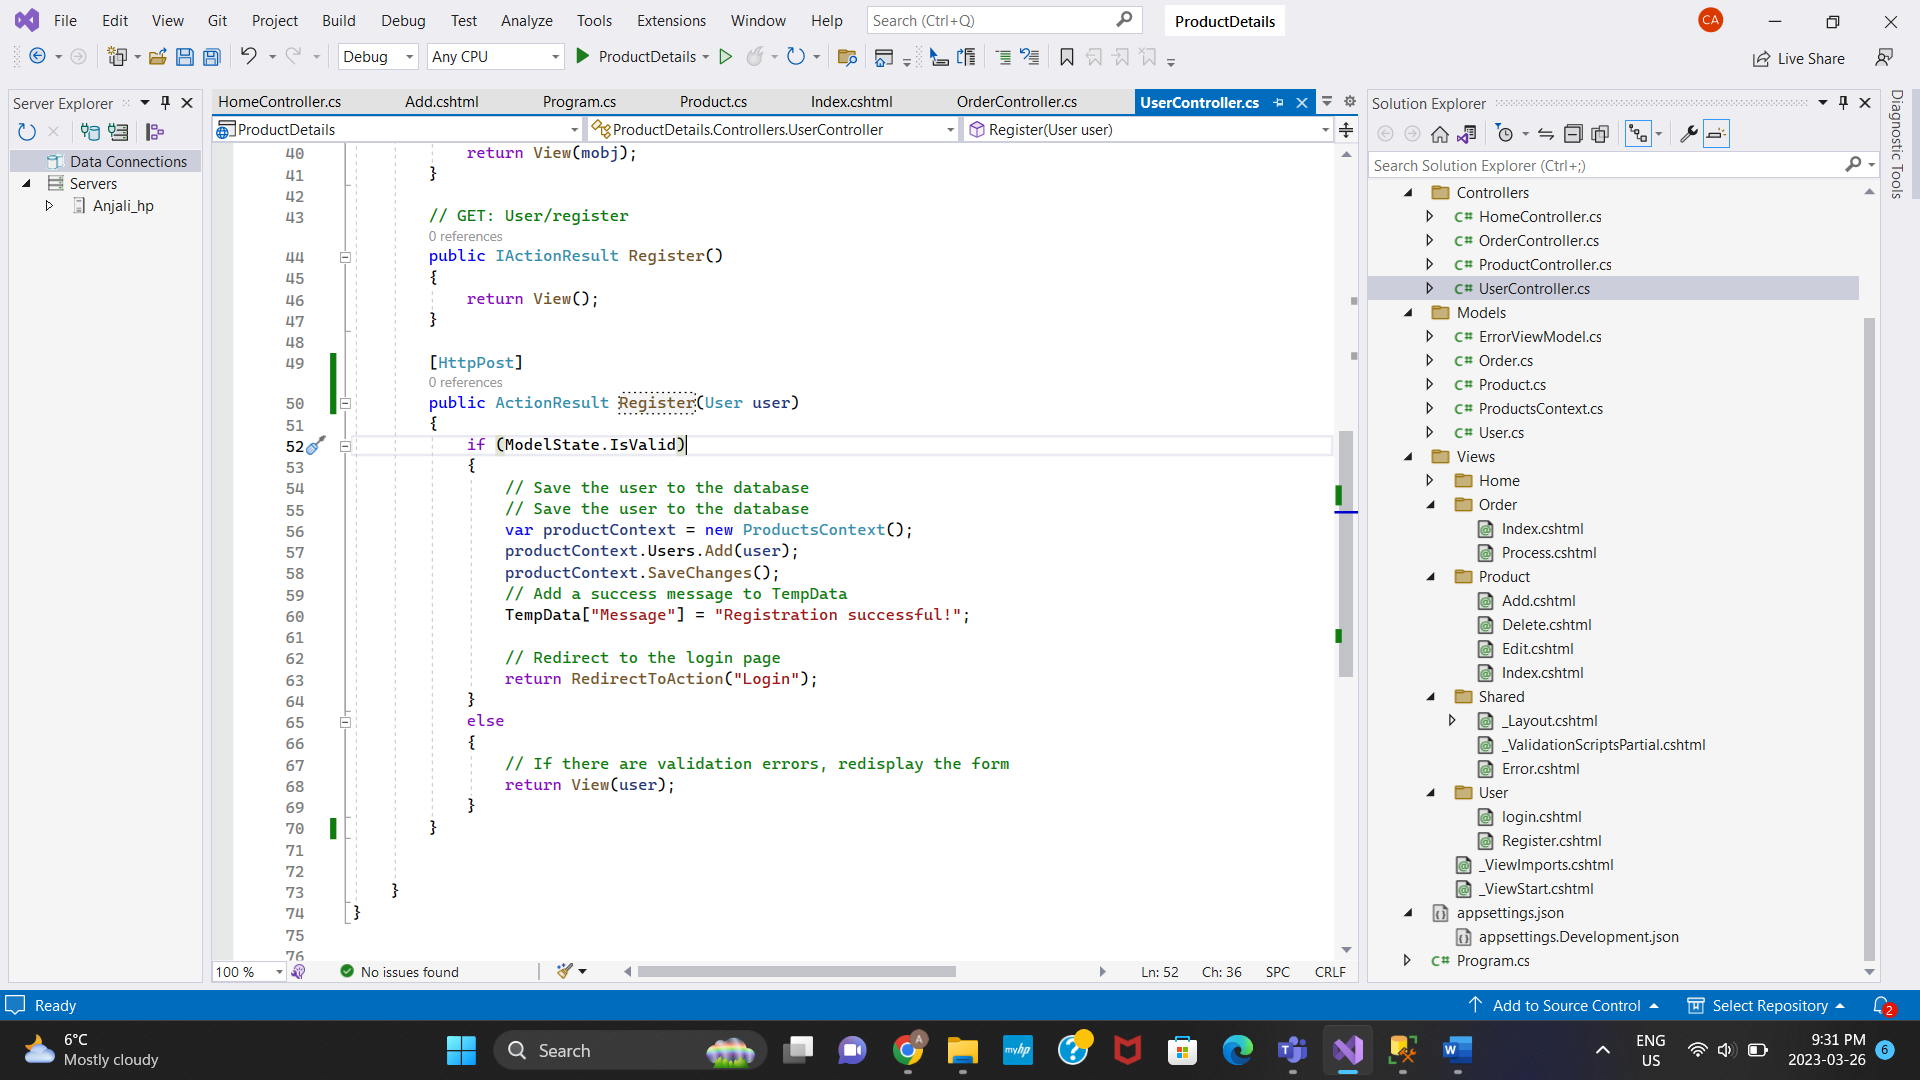 File Edit View Git Project Build Debug Test Analyze Tools Extensions Window Help Search (Ctrl+Q) ProductDetails CA
Debug Any CPU ProductDetails Live Share
Server Explorer
Data Connections
Servers
Anjali_hp
HomeController.cs Add.cshtml Program.cs Product.cs Index.cshtml OrderController.cs UserController.cs
ProductDetails ProductDetails.Controllers.UserController Register(User user)
40 return View(mobj);
41 }
42
43 // GET: User/register
0 references
44 public IActionResult Register()
45 {
46 return View();
47 }
48
49 [HttpPost]
0 references
50 public ActionResult Register(User user)
51 {
52 if (ModelState.IsValid)
53 {
54 // Save the user to the database
55 // Save the user to the database
56 var productContext = new ProductsContext();
57 productContext.Users.Add(user);
58 productContext.SaveChanges();
59 // Add a success message to TempData
60 TempData["Message"] = "Registration successful!";
61
62 // Redirect to the login page
63 return RedirectToAction("Login");
64 }
65 else
66 {
67 // If there are validation errors, redisplay the form
68 return View(user);
69 }
70 }
71
72
73 }
74 }
75
76
100 % No issues found Ln: 52 Ch: 36 SPC CRLF
Solution Explorer
Search Solution Explorer (Ctrl+;)
Controllers
C# HomeController.cs
C# OrderController.cs
C# ProductController.cs
C# UserController.cs
Models
C# ErrorViewModel.cs
C# Order.cs
C# Product.cs
C# ProductsContext.cs
C# User.cs
Views
Home
Order
Index.cshtml
Process.cshtml
Product
Add.cshtml
Delete.cshtml
Edit.cshtml
Index.cshtml
Shared
_Layout.cshtml
_ValidationScriptsPartial.cshtml
Error.cshtml
User
login.cshtml
Register.cshtml
_ViewImports.cshtml
_ViewStart.cshtml
appsettings.json
appsettings.Development.json
C# Program.cs
Diagnostic Tools
Ready Add to Source Control Select Repository 2
6°C
Mostly cloudy
Search
A
myhp
W
ENG
US
9:31 PM
2023-03-26
6